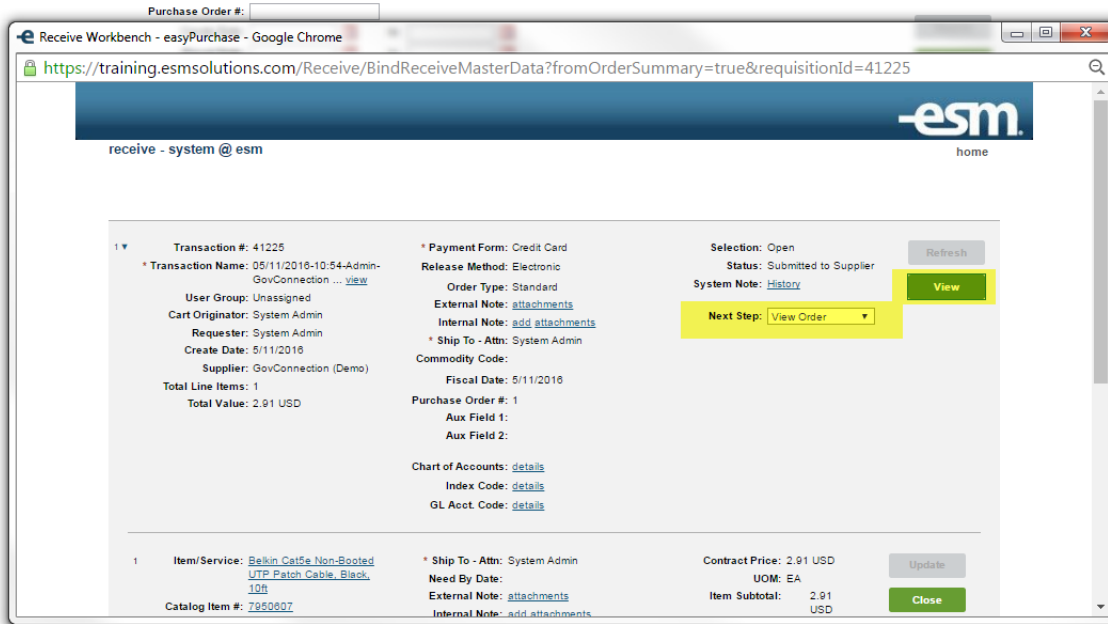 Purchase Order #:
Receive Workbench - easyPurchase - Google Chrome
https://training.esmsolutions.com/Receive/BindReceiveMasterData?fromOrderSummary=true&requisitionId=41225
esm.
receive - system @ esm
home
1
Transaction #: 41225
* Transaction Name: 05/11/2016-10:54-Admin-
GovConnection ... view
User Group: Unassigned
Cart Originator: System Admin
Requester: System Admin
Create Date: 5/11/2016
Supplier: GovConnection (Demo)
Total Line Items: 1
Total Value: 2.91 USD
* Payment Form: Credit Card
Release Method: Electronic
Order Type: Standard
External Note: attachments
Internal Note: add attachments
* Ship To - Attn: System Admin
Commodity Code:
Fiscal Date: 5/11/2016
Purchase Order #: 1
Aux Field 1:
Aux Field 2:
Chart of Accounts: details
Index Code: details
GL Acct. Code: details
Selection: Open
Status: Submitted to Supplier
System Note: History
Next Step: View Order
Refresh
View
1
Item/Service: Belkin Cat5e Non-Booted
UTP Patch Cable, Black,
10ft
Catalog Item #: 7950607
* Ship To - Attn: System Admin
Need By Date:
External Note: attachments
Internal Note: add attachments
Contract Price: 2.91 USD
UOM: EA
Item Subtotal: 2.91
USD
Update
Close